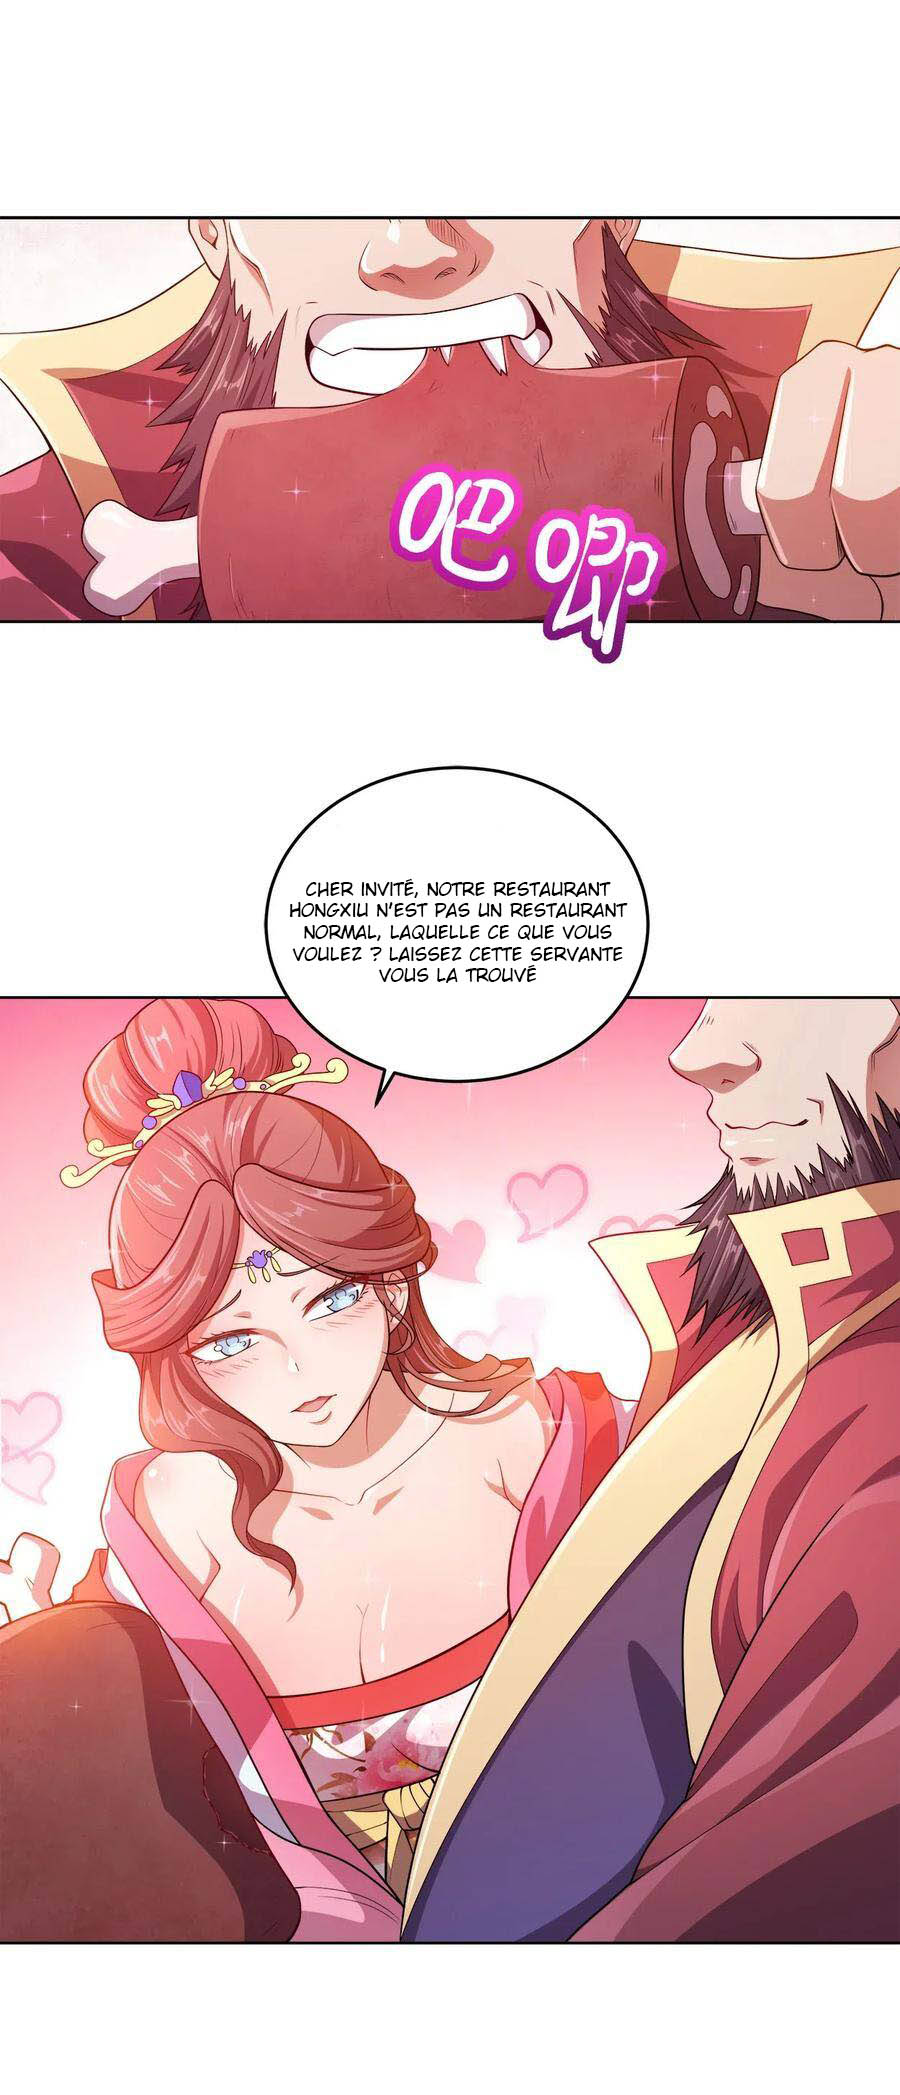 吧唧
CHER INVITÉ, NOTRE RESTAURANT
HONGXIU N'EST PAS UN RESTAURANT
NORMAL, LAQUELLE CE QUE VOUS
VOULEZ ? LAISSEZ CETTE SERVANTE
VOUS LA TROUVÉ